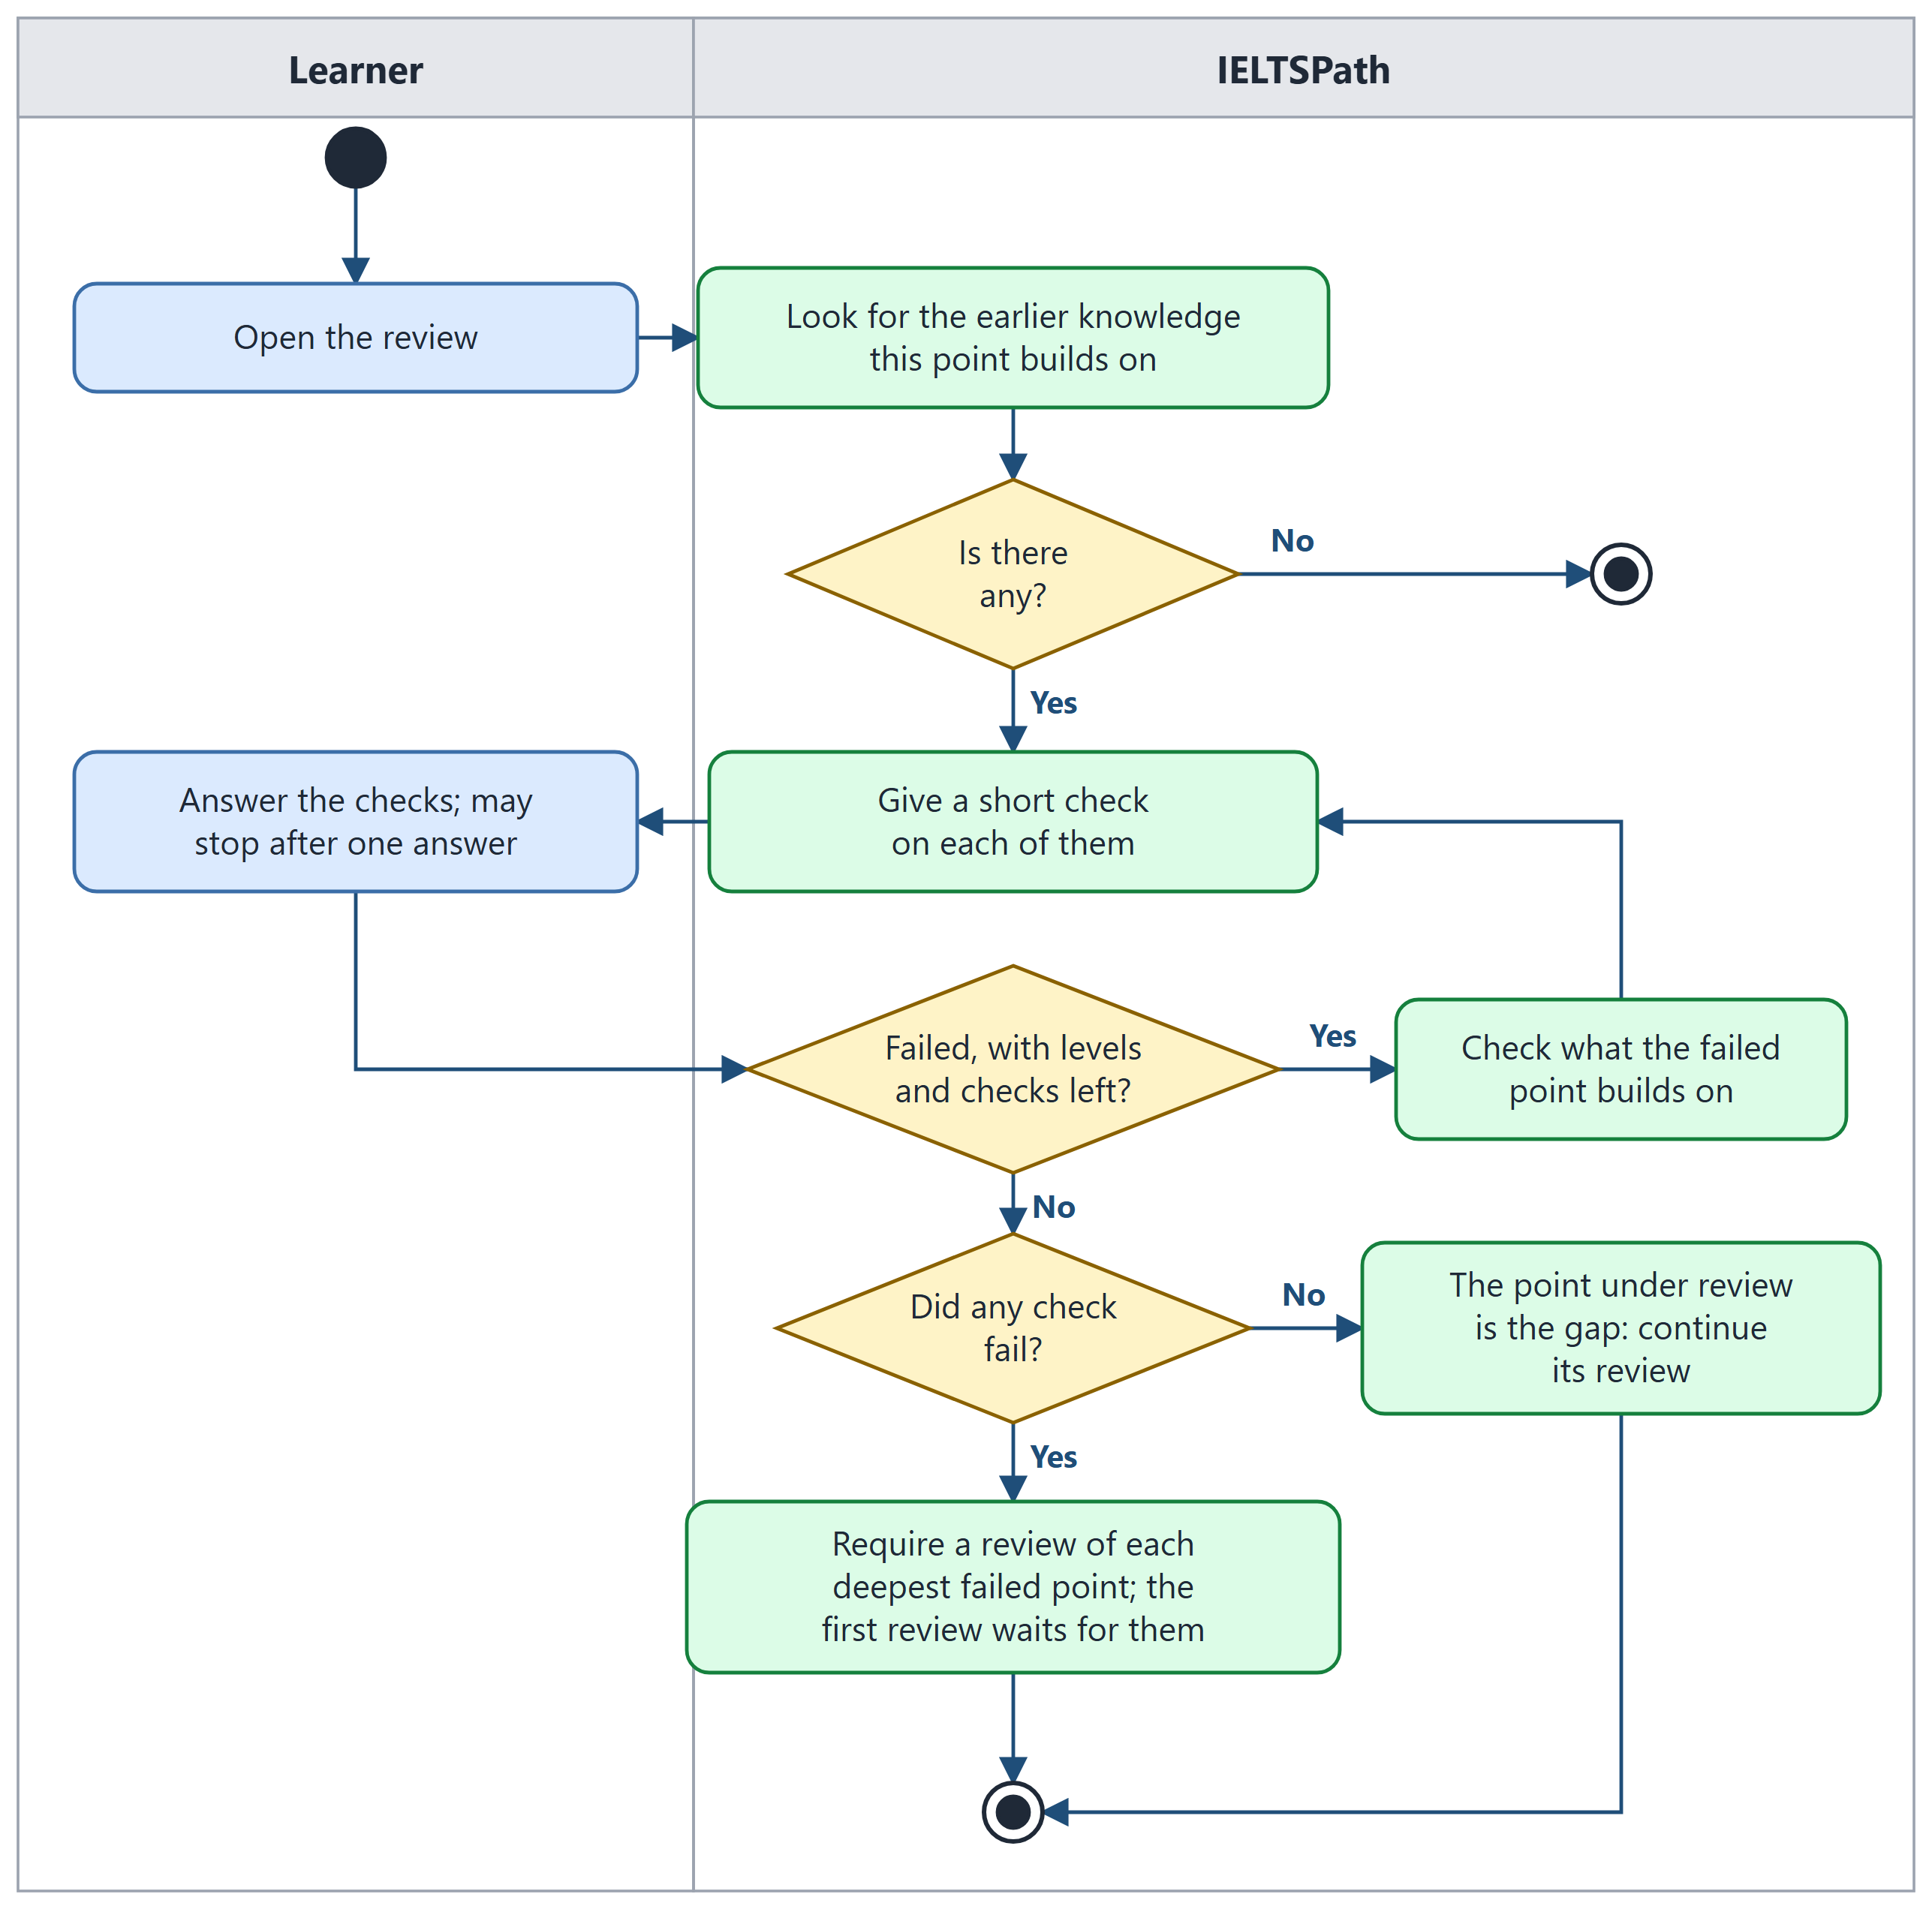 Learner
IELTSPath
Open the review
Look for the earlier knowledge
this point builds on
Is there
any?
No
Yes
Answer the checks; may
stop after one answer
Give a short check
on each of them
Failed, with levels
and checks left?
Yes
Check what the failed
point builds on
No
Did any check
fail?
No
The point under review
is the gap: continue
its review
Yes
Require a review of each
deepest failed point; the
first review waits for them